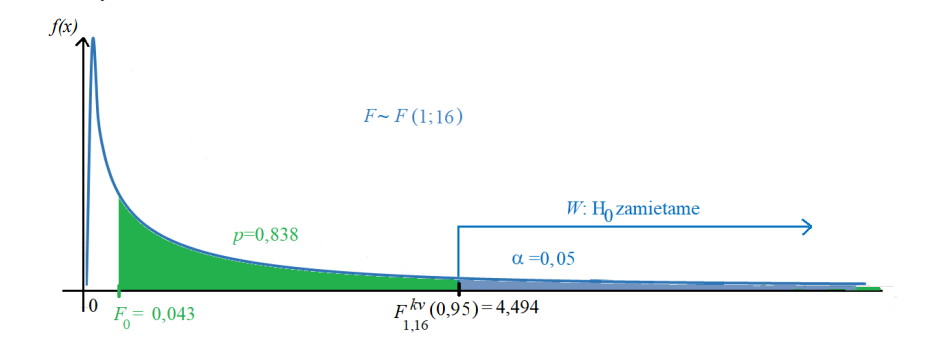 f(x)
F~ F (1;16)
W: H0 zamietame
p=0,838
α =0,05
0
F0 = 0,043
F1,16kv(0,95)=4,494